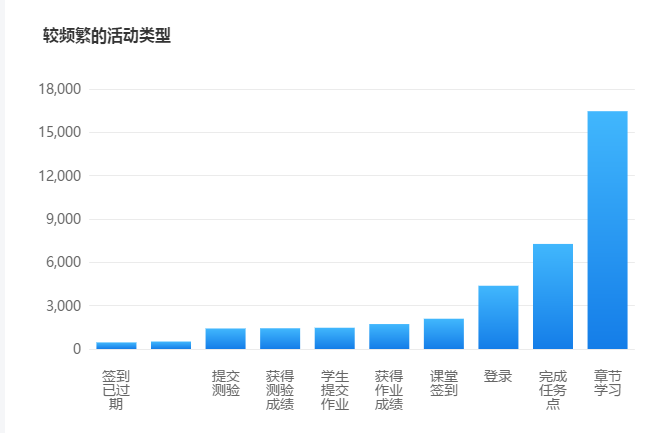 较频繁的活动类型
18,000
15,000
12,000
9,000
6,000
3,000
0
签到
已过
期
提交
测验
获得
测验
成绩
学生
提交
作业
获得
作业
成绩
课堂
签到
登录
完成
任务
点
章节
学习